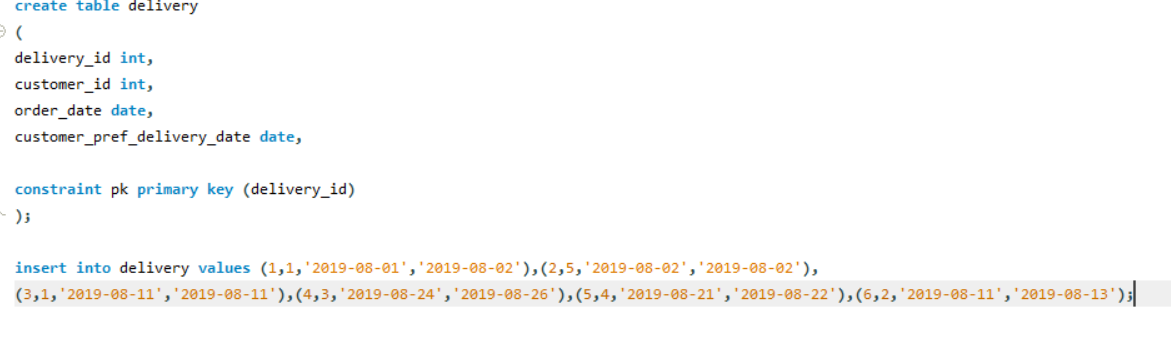 create table delivery
(
delivery_id int,
customer_id int,
order_date date,
customer_pref_delivery_date date,
constraint pk primary key (delivery_id)
);
insert into delivery values (1,1,'2019-08-01','2019-08-02'),(2,5,'2019-08-02','2019-08-02'),
(3,1,'2019-08-11','2019-08-11'),(4,3,'2019-08-24','2019-08-26'),(5,4,'2019-08-21','2019-08-22'),(6,2,'2019-08-11','2019-08-13');